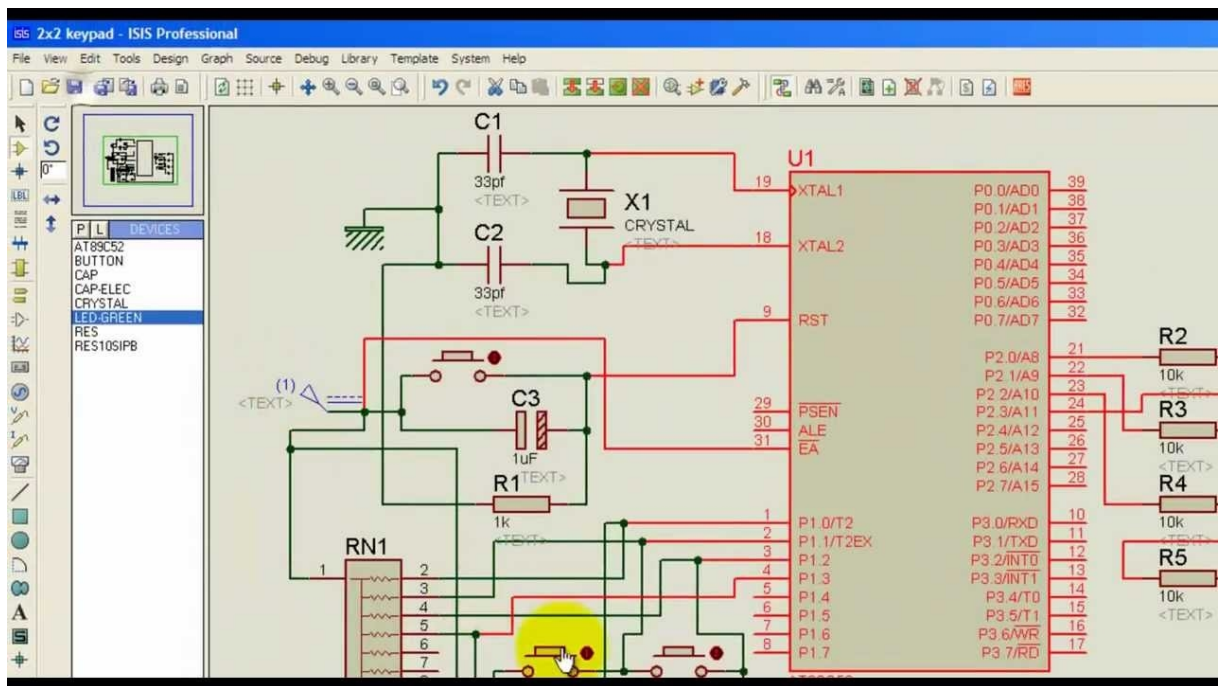 2x2 keypad - ISIS Professional
File View Edit Tools Design Graph Source Debug Library Template System Help
0°
LBL
P L DEVICES
AT89C52
BUTTON
CAP
CAP-ELEC
CRYSTAL
LED-GREEN
RES
RES10SIPB
A
S
C1
33pf
<TEXT>
C2
33pf
<TEXT>
X1
CRYSTAL
<TEXT>
(1)
<TEXT>
C3
1uF
<TEXT>
R1
1k
<TEXT>
RN1
1
2
3
4
5
6
7
U1
19 XTAL1
18 XTAL2
9 RST
29 PSEN
30 ALE
31 EA
1 P1.0/T2
2 P1.1/T2EX
3 P1.2
4 P1.3
5 P1.4
6 P1.5
7 P1.6
8 P1.7
P0.0/AD0 39
P0.1/AD1 38
P0.2/AD2 37
P0.3/AD3 36
P0.4/AD4 35
P0.5/AD5 34
P0.6/AD6 33
P0.7/AD7 32
P2.0/A8 21
P2.1/A9 22
P2.2/A10 23
P2.3/A11 24
P2.4/A12 25
P2.5/A13 26
P2.6/A14 27
P2.7/A15 28
P3.0/RXD 10
P3.1/TXD 11
P3.2/INT0 12
P3.3/INT1 13
P3.4/T0 14
P3.5/T1 15
P3.6/WR 16
P3.7/RD 17
R2
10k
<TEXT>
R3
10k
<TEXT>
R4
10k
<TEXT>
R5
10k
<TEXT>